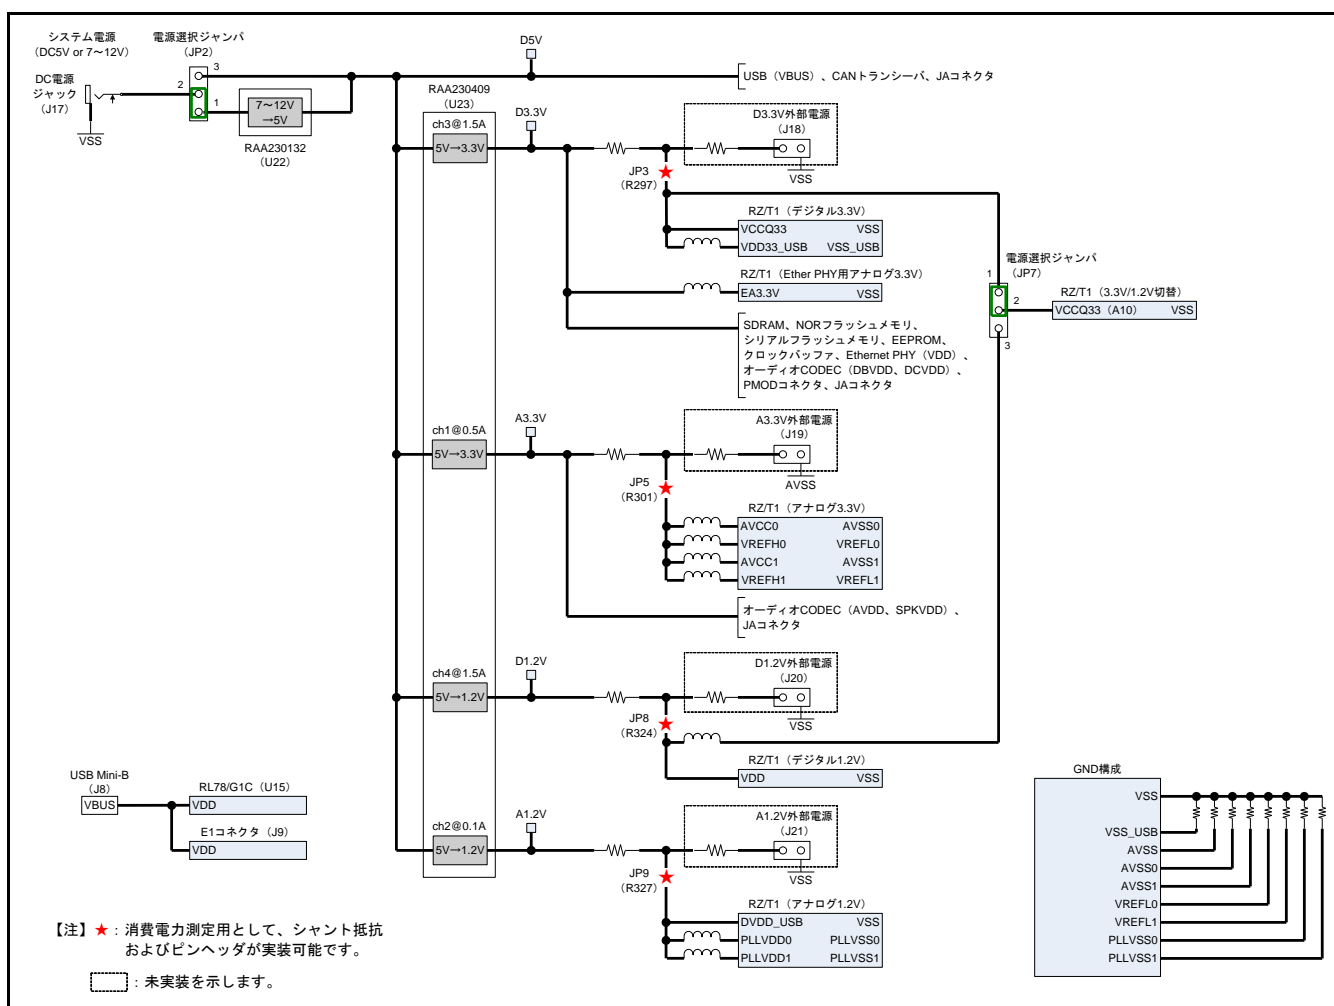 システム電源
(DC5V or 7～12V)
電源選択ジャンパ
(JP2)
DC電源
ジャック
(J17)
VSS
3
2
1
7～12V
→5V
RAA230132
(U22)
D5V
USB（VBUS）、CANトランシーバ、JAコネクタ
RAA230409
(U23)
ch3@1.5A
5V→3.3V
D3.3V
D3.3V外部電源
(J18)
VSS
JP3
(R297)
RZ/T1（デジタル3.3V）
VCCQ33 VSS
VDD33_USB VSS_USB
RZ/T1（Ether PHY用アナログ3.3V）
EA3.3V VSS
SDRAM、NORフラッシュメモリ、
シリアルフラッシュメモリ、EEPROM、
クロックバッファ、Ethernet PHY（VDD）、
オーディオCODEC（DBVDD、DCVDD）、
PMODコネクタ、JAコネクタ
電源選択ジャンパ
(JP7)
1
2
3
RZ/T1（3.3V/1.2V切替）
VCCQ33（A10） VSS
ch1@0.5A
5V→3.3V
A3.3V
A3.3V外部電源
(J19)
AVSS
JP5
(R301)
RZ/T1（アナログ3.3V）
AVCC0 AVSS0
VREFH0 VREFL0
AVCC1 AVSS1
VREFH1 VREFL1
オーディオCODEC（AVDD、SPKVDD）、
JAコネクタ
ch4@1.5A
5V→1.2V
D1.2V
D1.2V外部電源
(J20)
VSS
JP8
(R324)
RZ/T1（デジタル1.2V）
VDD VSS
ch2@0.1A
5V→1.2V
A1.2V
A1.2V外部電源
(J21)
VSS
JP9
(R327)
RZ/T1（アナログ1.2V）
DVDD_USB VSS
PLLVDD0 PLLVSS0
PLLVDD1 PLLVSS1
USB Mini-B
(J8)
VBUS
RL78/G1C（U15）
VDD
E1コネクタ（J9）
VDD
GND構成
VSS
VSS_USB
AVSS
AVSS0
AVSS1
VREFL0
VREFL1
PLLVSS0
PLLVSS1
【注】★：消費電力測定用として、シャント抵抗
およびピンヘッダが実装可能です。
：未実装を示します。